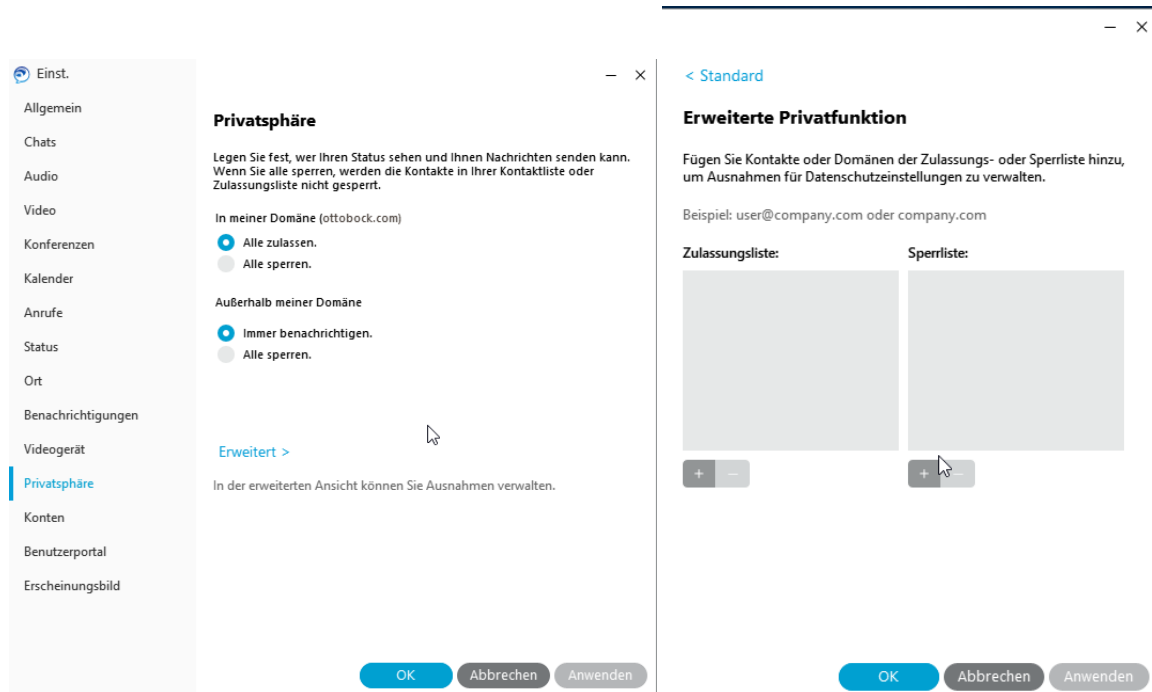 Einst.
Allgemein
Chats
Audio
Video
Konferenzen
Kalender
Anrufe
Status
Ort
Benachrichtigungen
Videogerät
Privatsphäre
Konten
Benutzerportal
Erscheinungsbild
Privatsphäre
Legen Sie fest, wer Ihren Status sehen und Ihnen Nachrichten senden kann.
Wenn Sie alle sperren, werden die Kontakte in Ihrer Kontaktliste oder
Zulassungsliste nicht gesperrt.
In meiner Domäne (ottobock.com)
Alle zulassen.
Alle sperren.
Außerhalb meiner Domäne
Immer benachrichtigen.
Alle sperren.
Erweitert >
In der erweiterten Ansicht können Sie Ausnahmen verwalten.
OK Abbrechen Anwenden
< Standard
Erweiterte Privatfunktion
Fügen Sie Kontakte oder Domänen der Zulassungs- oder Sperrliste hinzu,
um Ausnahmen für Datenschutzeinstellungen zu verwalten.
Beispiel: user@company.com oder company.com
Zulassungsliste: Sperrliste:
+ – + –
OK Abbrechen Anwenden